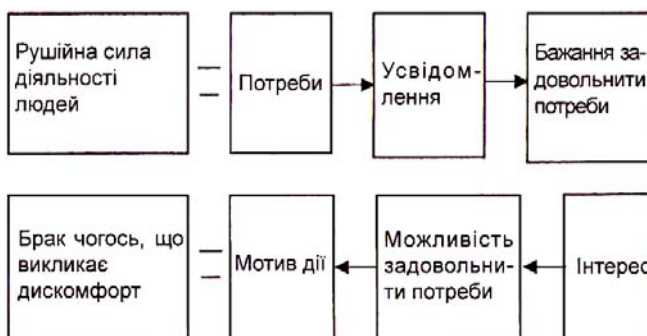 Рушійна сила
діяльності
людей
=
Потреби
Усвідом-
лення
Бажання за-
довольнити
потреби
Брак чогось, що
викликає
дискомфорт
=
Мотив дії
Можливість
задовольни-
ти потреби
Інтерес